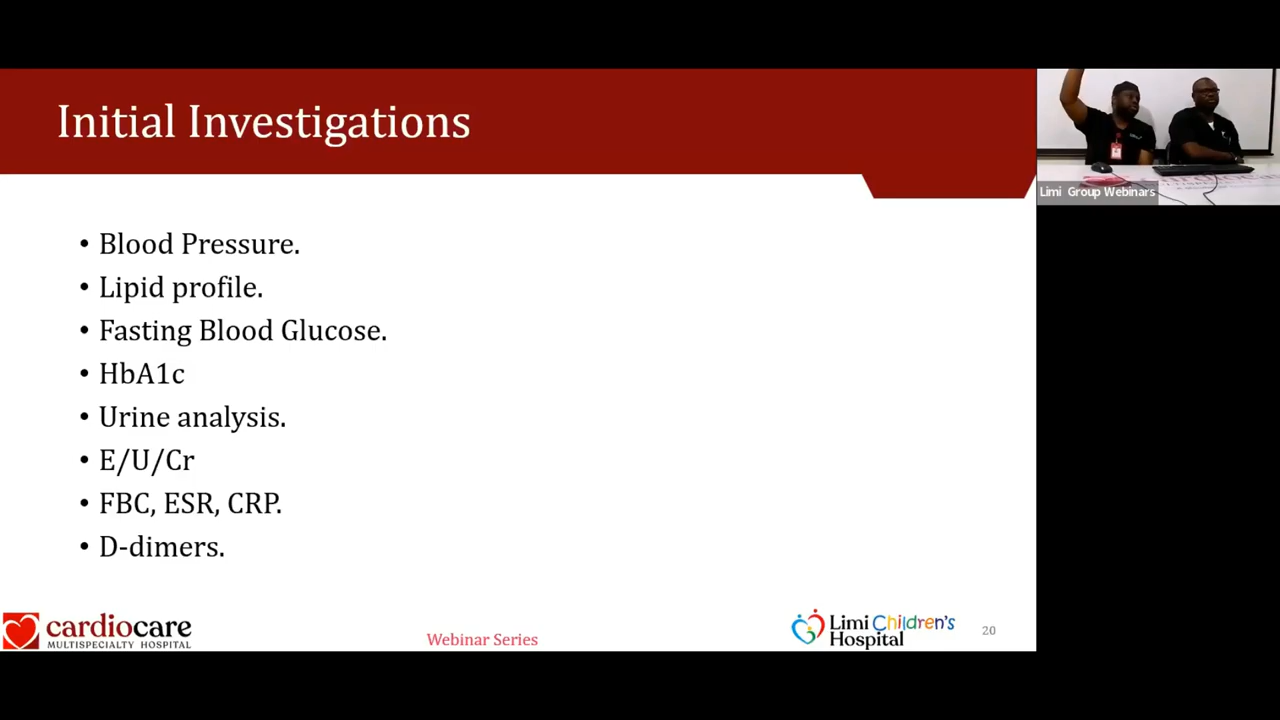 Initial Investigations
Limi Group Webinars
• Blood Pressure.
• Lipid profile.
• Fasting Blood Glucose.
• HbA1c
• Urine analysis.
• E/U/Cr
• FBC, ESR, CRP.
• D-dimers.
cardiocare
MULTISPECIALTY HOSPITAL
Webinar Series
Limi Children's
Hospital
20